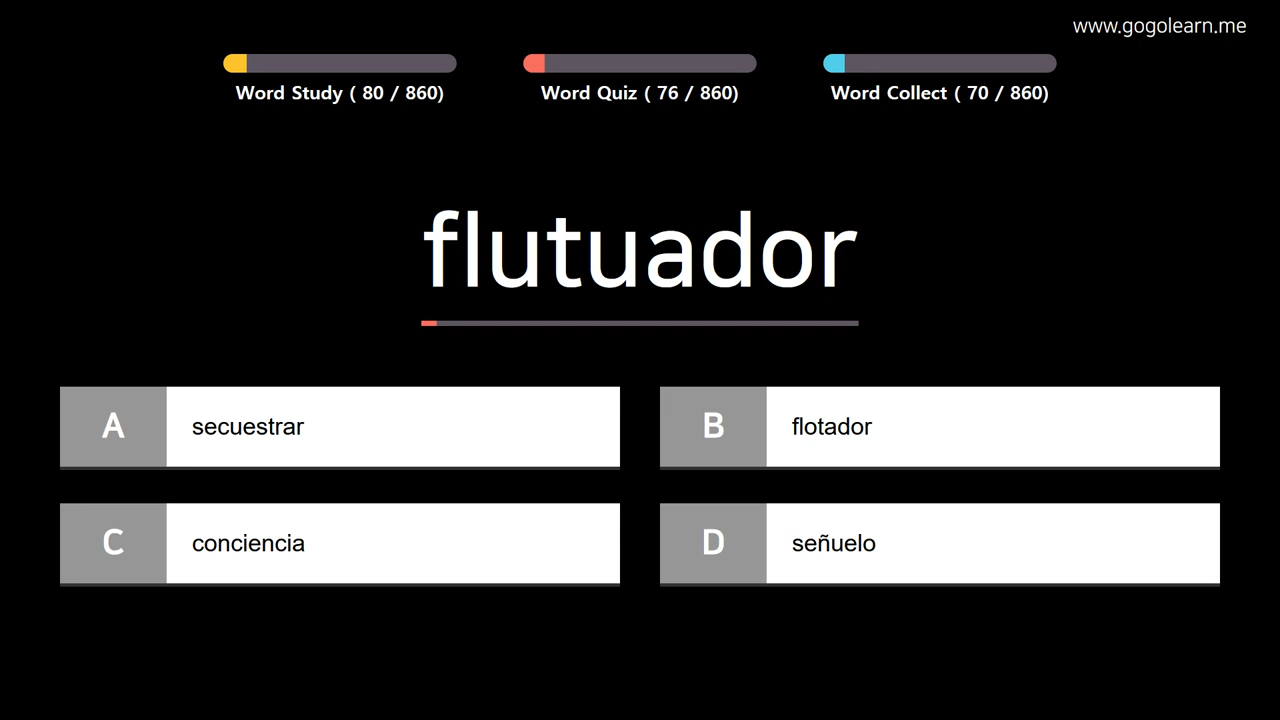 www.gogolearn.me
Word Study ( 80 / 860)
Word Quiz ( 76 / 860)
Word Collect ( 70 / 860)
flutuador
A secuestrar
B flotador
C conciencia
D señuelo